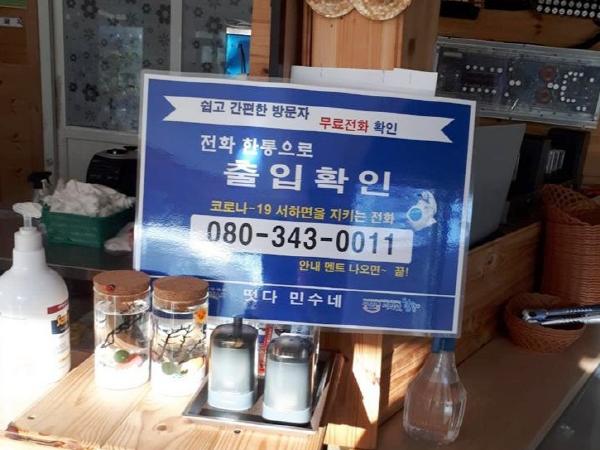 쉽고 간편한 방문자
무료전화 확인
전화 한통으로
출입확인
코로나-19 서하면을 지키는 전화
080-343-0011
안내 멘트 나오면~ 끝!
떳다 민수네